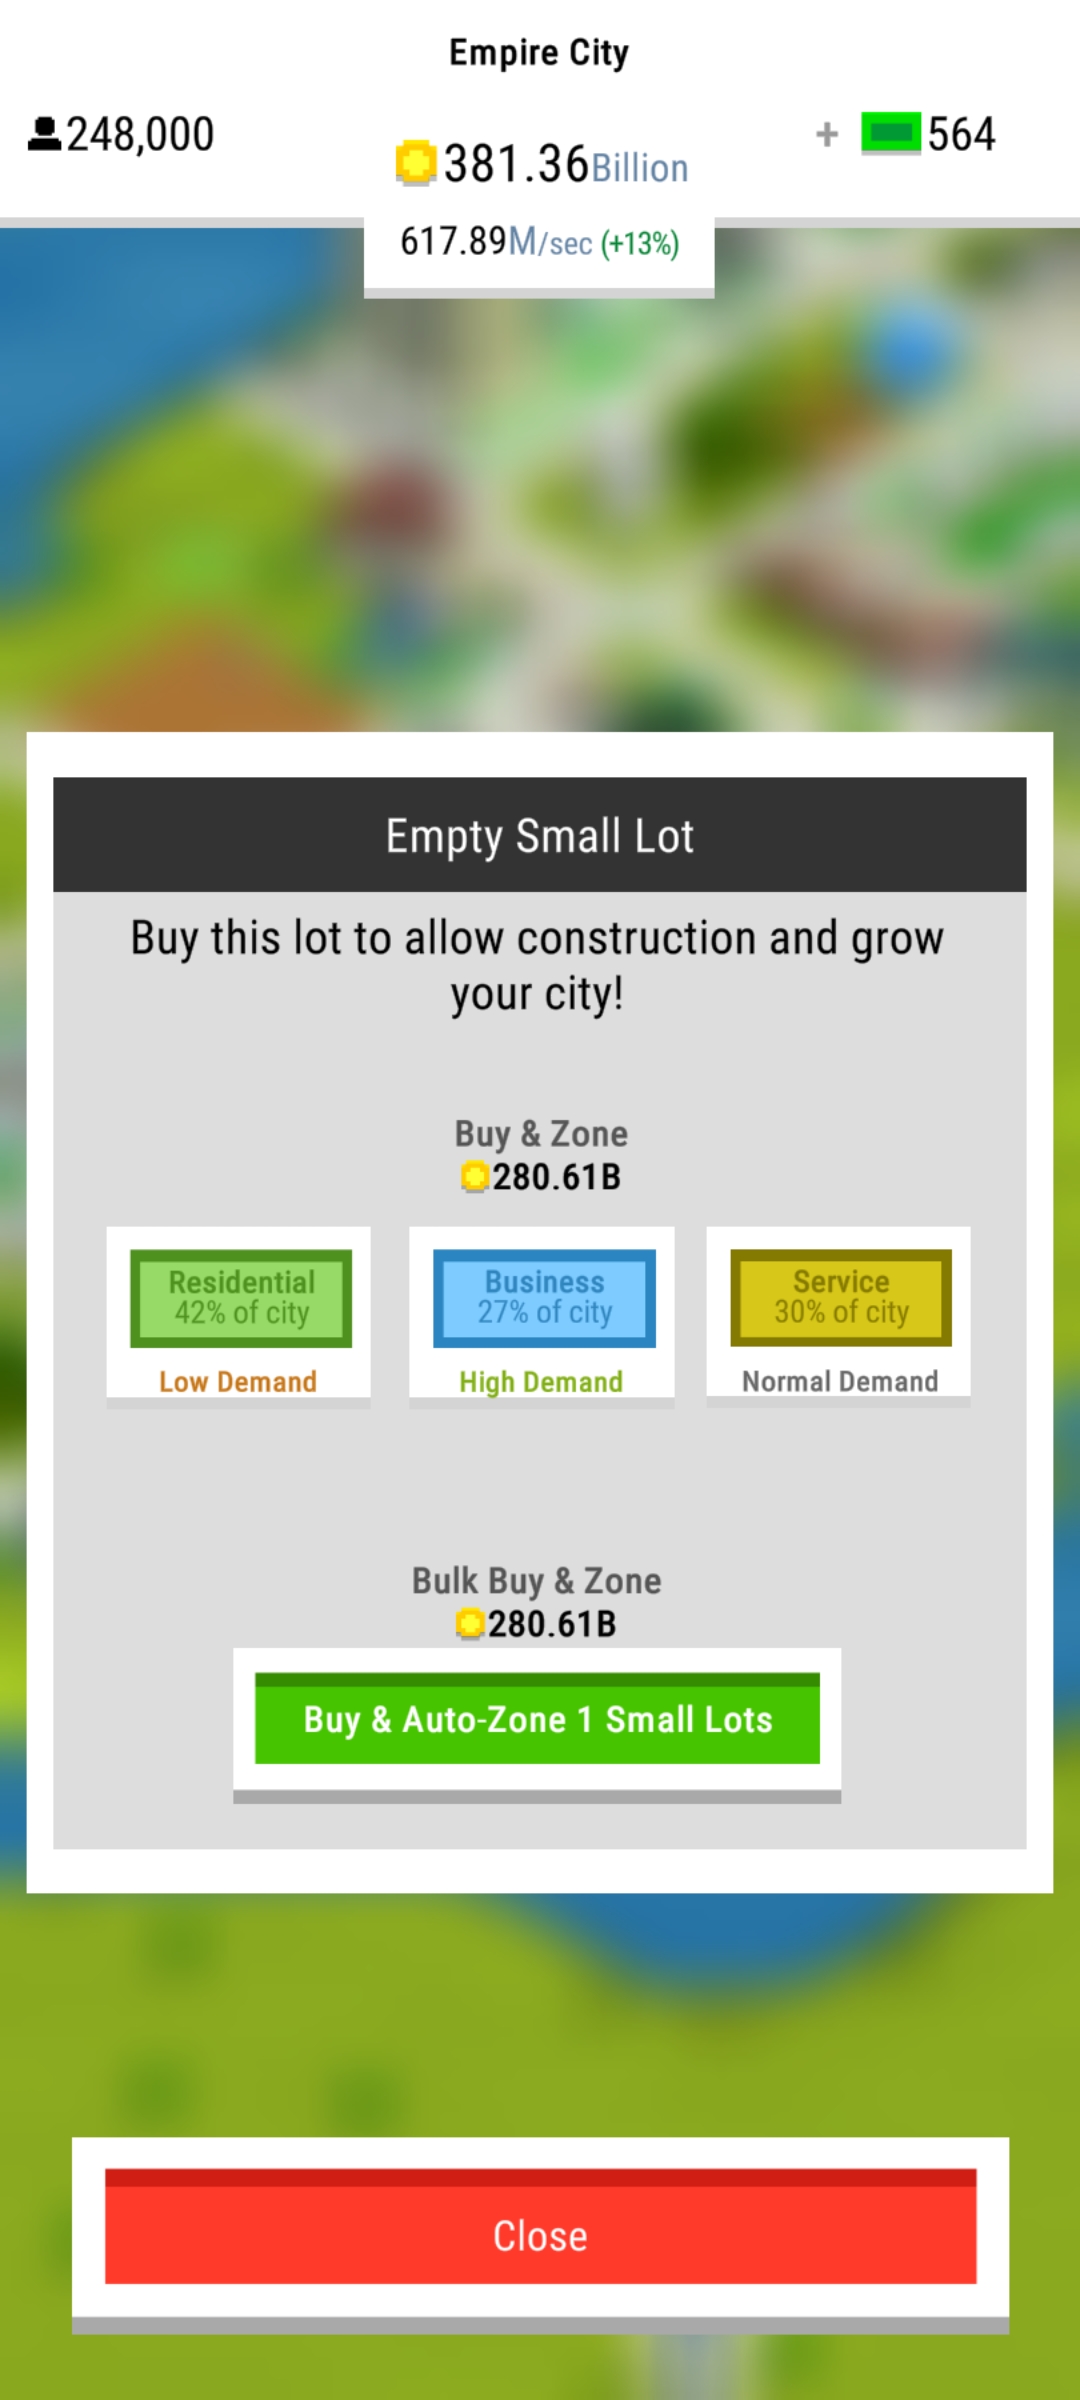 Empire City
248,000
381.36Billion
+ 564
617.89M/sec (+13%)
Empty Small Lot
Buy this lot to allow construction and grow
your city!
Buy & Zone
280.61B
Residential
42% of city
Low Demand
Business
27% of city
High Demand
Service
30% of city
Normal Demand
Bulk Buy & Zone
280.61B
Buy & Auto-Zone 1 Small Lots
Close